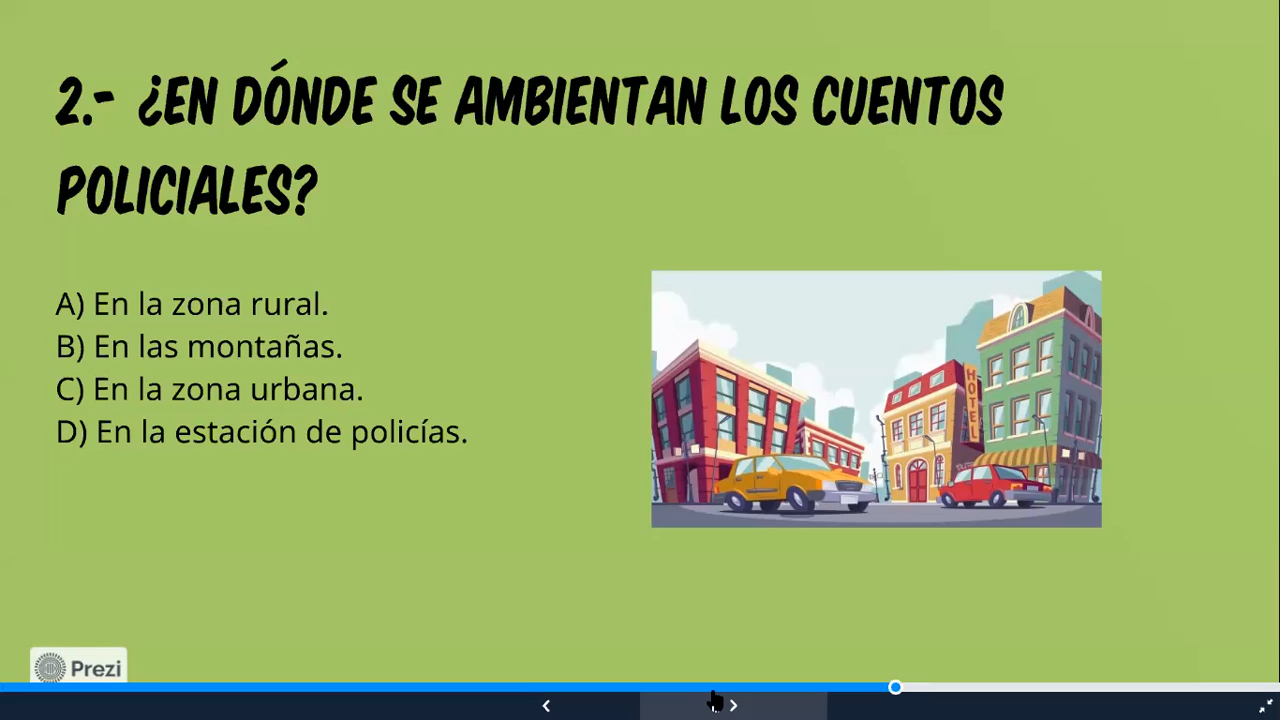 2.- ¿EN DÓNDE SE AMBIENTAN LOS CUENTOS
POLICIALES?
A) En la zona rural.
B) En las montañas.
C) En la zona urbana.
D) En la estación de policías.
HOTEL
Prezi